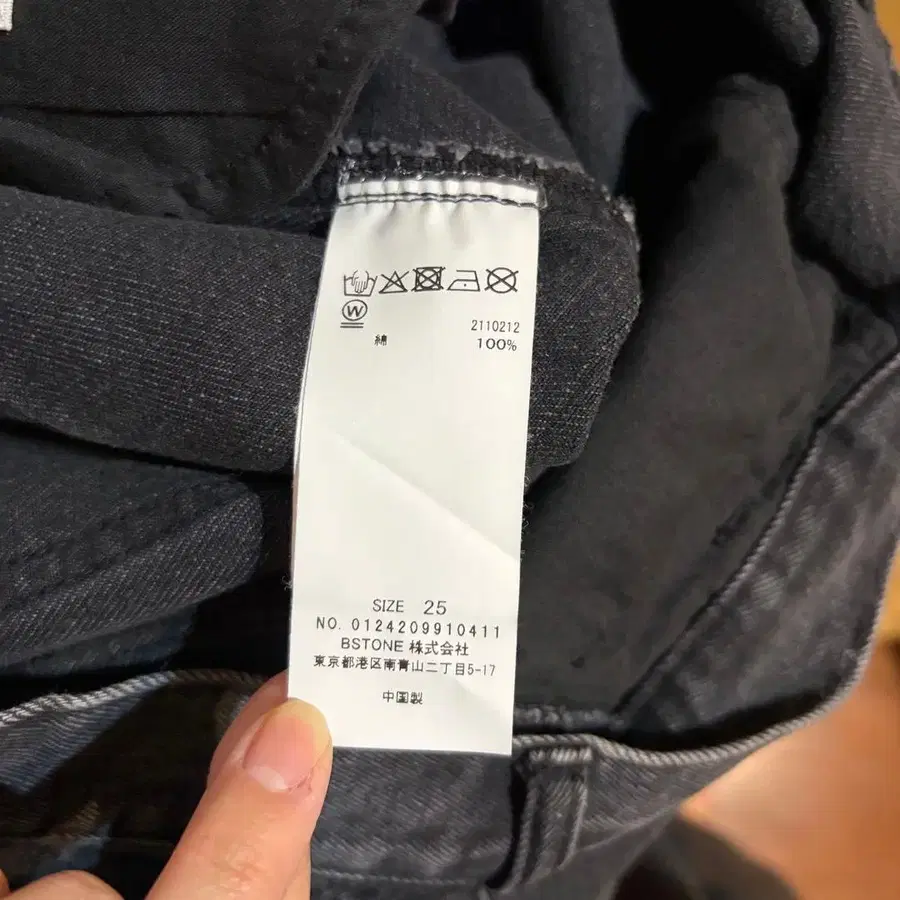 W
2110212
綿 100%
SIZE 25
NO. 0124209910411
BSTONE 株式会社
東京都港区南青山二丁目5-17
中国製